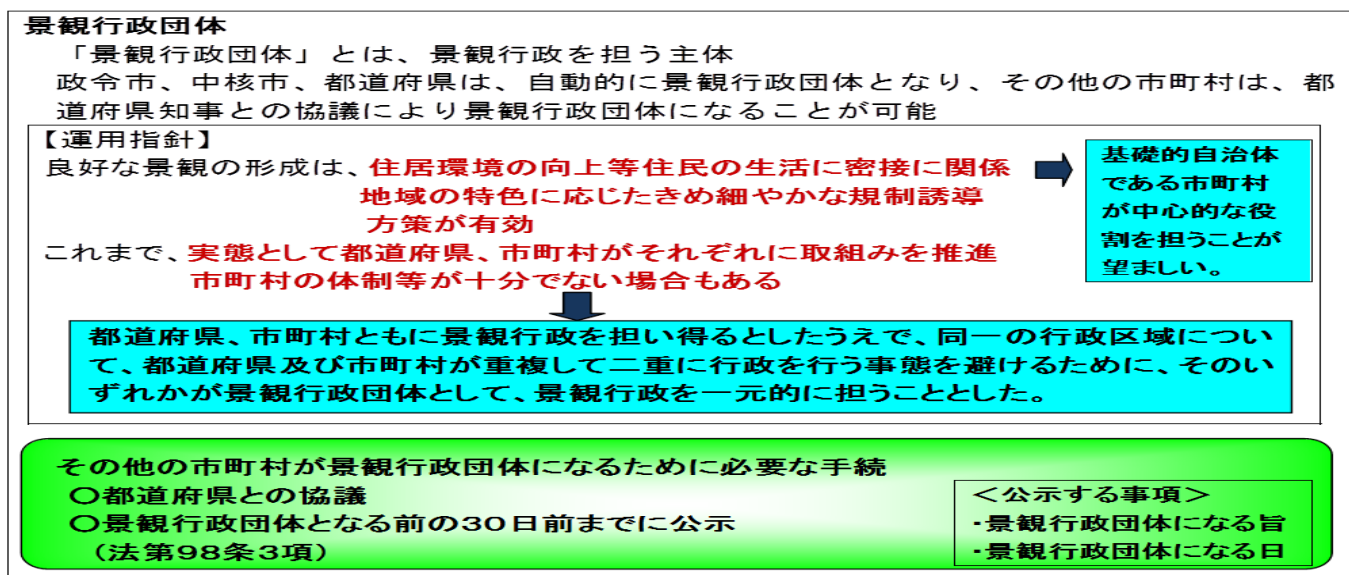 景観行政団体
「景観行政団体」とは、景観行政を担う主体
政令市、中核市、都道府県は、自動的に景観行政団体となり、その他の市町村は、都
道府県知事との協議により景観行政団体になることが可能
【運用指針】
良好な景観の形成は、住居環境の向上等住民の生活に密接に関係
地域の特色に応じたきめ細やかな規制誘導
方策が有効
これまで、実態として都道府県、市町村がそれぞれに取組みを推進
市町村の体制等が十分でない場合もある
基礎的自治体
である市町村
が中心的な役
割を担うことが
望ましい。
都道府県、市町村ともに景観行政を担い得るとしたうえで、同一の行政区域につい
て、都道府県及び市町村が重複して二重に行政を行う事態を避けるために、そのい
ずれかが景観行政団体として、景観行政を一元的に担うこととした。
その他の市町村が景観行政団体になるために必要な手続
○都道府県との協議
○景観行政団体となる前の30日前までに公示
（法第98条3項）
＜公示する事項＞
・景観行政団体になる旨
・景観行政団体になる日